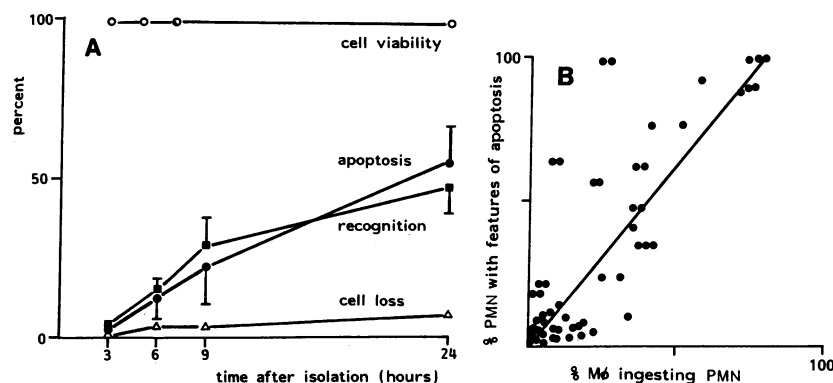 100
A
cell viability
percent
apoptosis
50
recognition
cell loss
0
3
6
9
24
time after isolation (hours)
100
B
% PMN with features of apoptosis
100
% Mø ingesting PMN